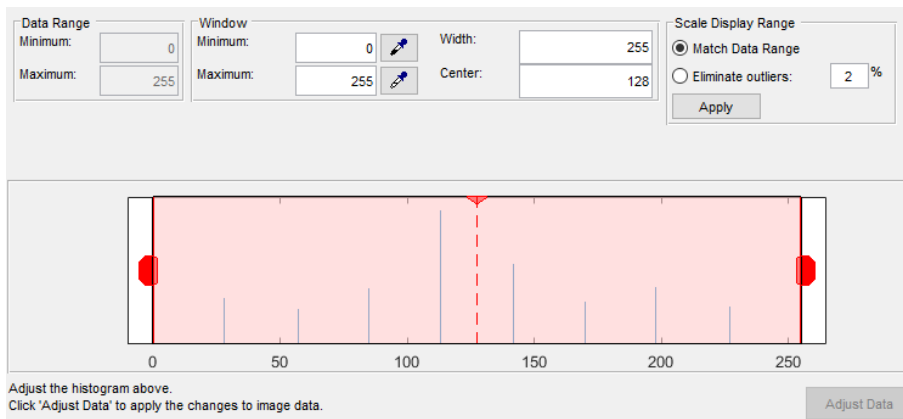 Data Range
Minimum: 0
Maximum: 255
Window
Minimum: 0
Maximum: 255
Width: 255
Center: 128
Scale Display Range
Match Data Range
Eliminate outliers: 2 %
Apply
0 50 100 150 200 250
Adjust the histogram above.
Click 'Adjust Data' to apply the changes to image data.
Adjust Data